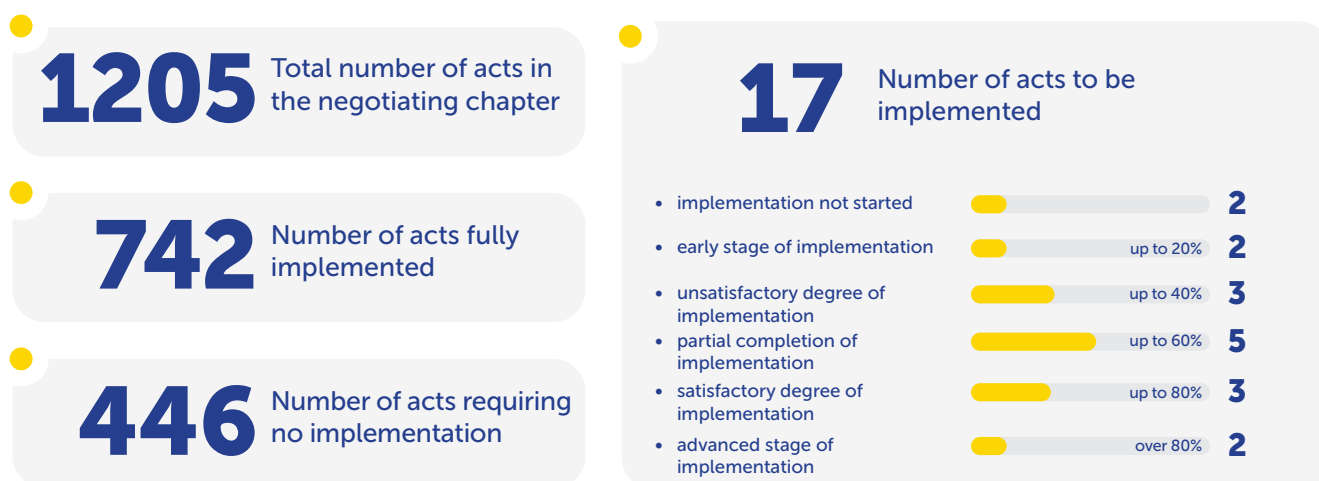 1205
Total number of acts in
the negotiating chapter
742
Number of acts fully
implemented
446
Number of acts requiring
no implementation
17
Number of acts to be
implemented
• implementation not started 2
• early stage of implementation up to 20% 2
• unsatisfactory degree of
implementation up to 40% 3
• partial completion of
implementation up to 60% 5
• satisfactory degree of
implementation up to 80% 3
• advanced stage of
implementation over 80% 2